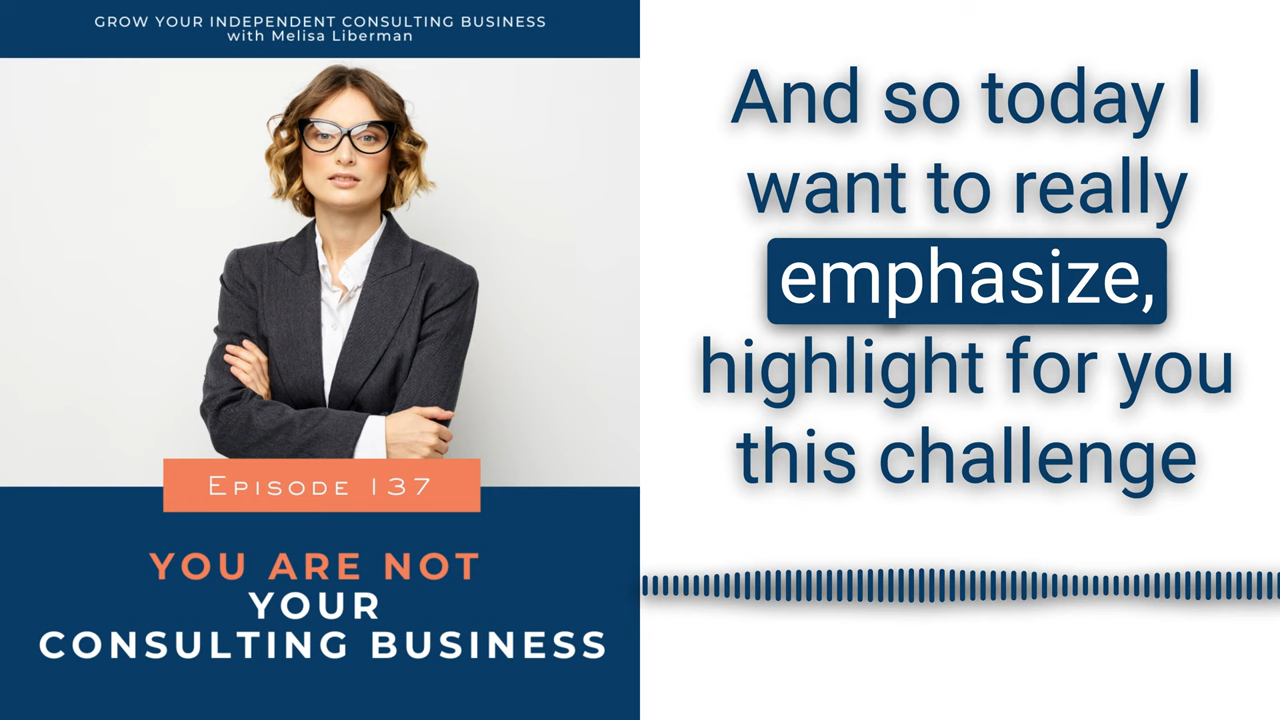 GROW YOUR INDEPENDENT CONSULTING BUSINESS
with Melisa Liberman
EPISODE 137
YOU ARE NOT
YOUR
CONSULTING BUSINESS
And so today I
want to really
emphasize,
highlight for you
this challenge